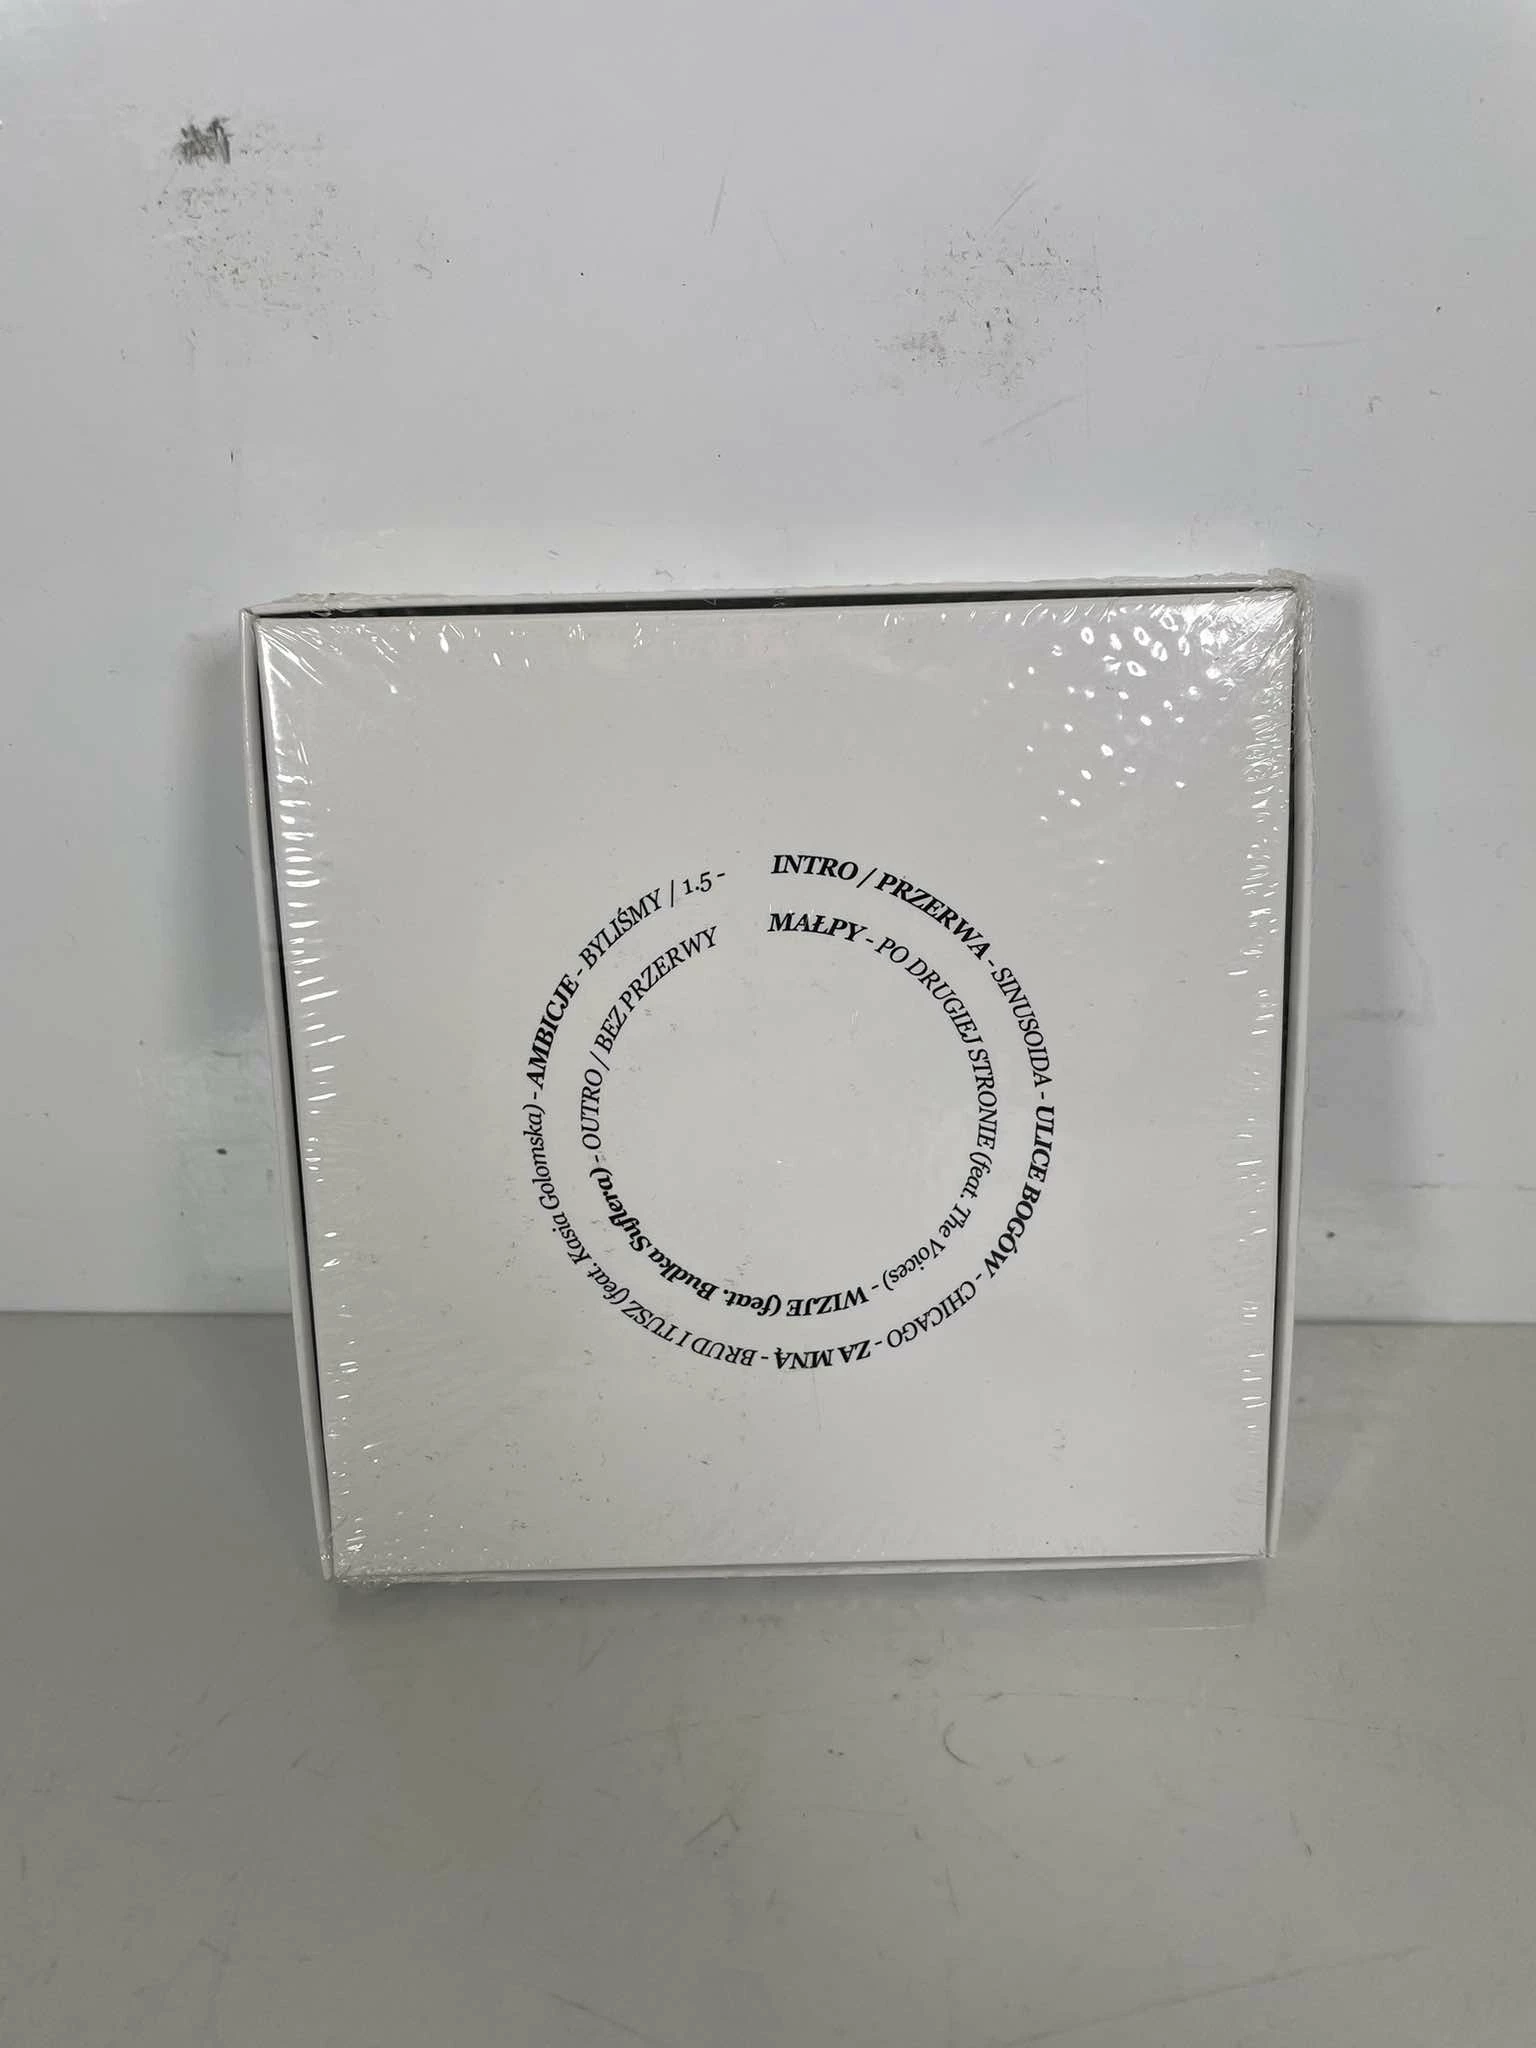 INTRO / PRZERWA - SINUSOIDA - ULICE BOGÓW - CHICAGO - ZA MNĄ - BRUD I TUSZ (feat. Kasia Golomska) - AMBICJE - BYLIŚMY / 1.5 -
MAŁPY - PO DRUGIEJ STRONIE (feat. The Voices) - WIZJE (feat. Budka Suflera) - OUTRO / BEZ PRZERWY